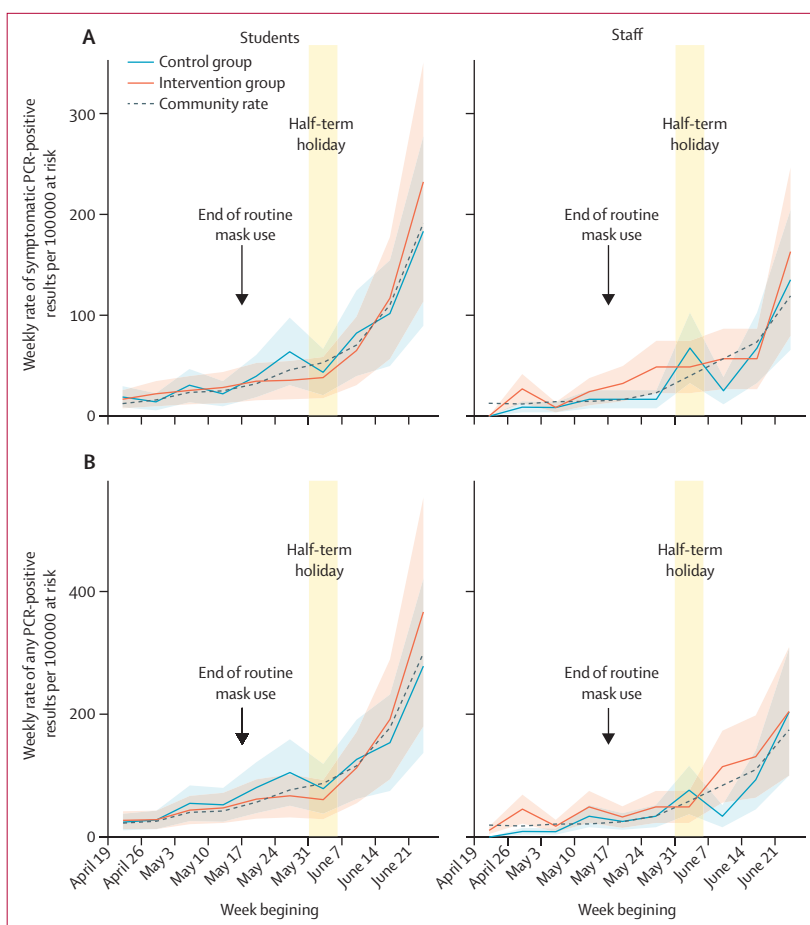 A
Students
Staff
Control group
Intervention group
Community rate
Weekly rate of symptomatic PCR-positive
results per 100 000 at risk
300
200
100
0
Half-term
holiday
End of routine
mask use
Half-term
holiday
End of routine
mask use
B
Weekly rate of any PCR-positive
results per 100 000 at risk
400
200
0
Half-term
holiday
End of routine
mask use
Half-term
holiday
End of routine
mask use
April 19
April 26
May 3
May 10
May 17
May 24
May 31
June 7
June 14
June 21
April 19
April 26
May 3
May 10
May 17
May 24
May 31
June 7
June 14
June 21
Week begining
Week begining